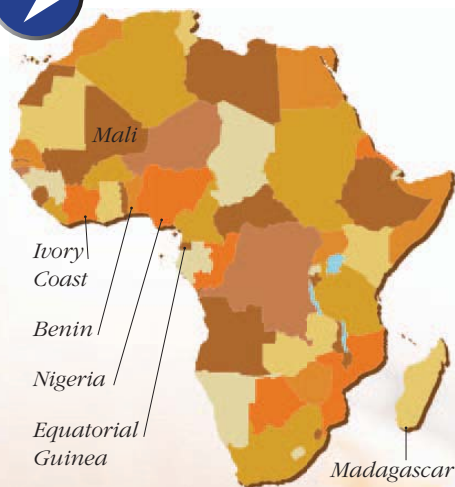 Mali
Ivory
Coast
Benin
Nigeria
Equatorial
Guinea
Madagascar